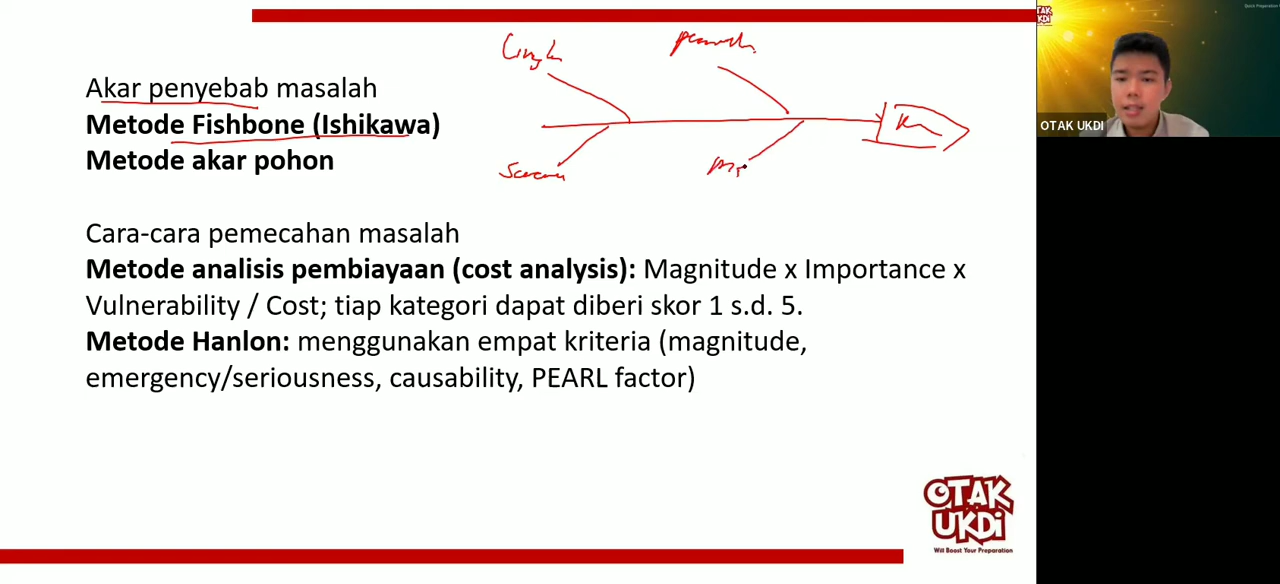 Akar penyebab masalah
Metode Fishbone (Ishikawa)
Metode akar pohon
Cara-cara pemecahan masalah
Metode analisis pembiayaan (cost analysis): Magnitude x Importance x
Vulnerability / Cost; tiap kategori dapat diberi skor 1 s.d. 5.
Metode Hanlon: menggunakan empat kriteria (magnitude,
emergency/seriousness, causability, PEARL factor)
OTAK
UKDI
Will Boost Your Preparation
OTAK
UKDI
OTAK UKDI